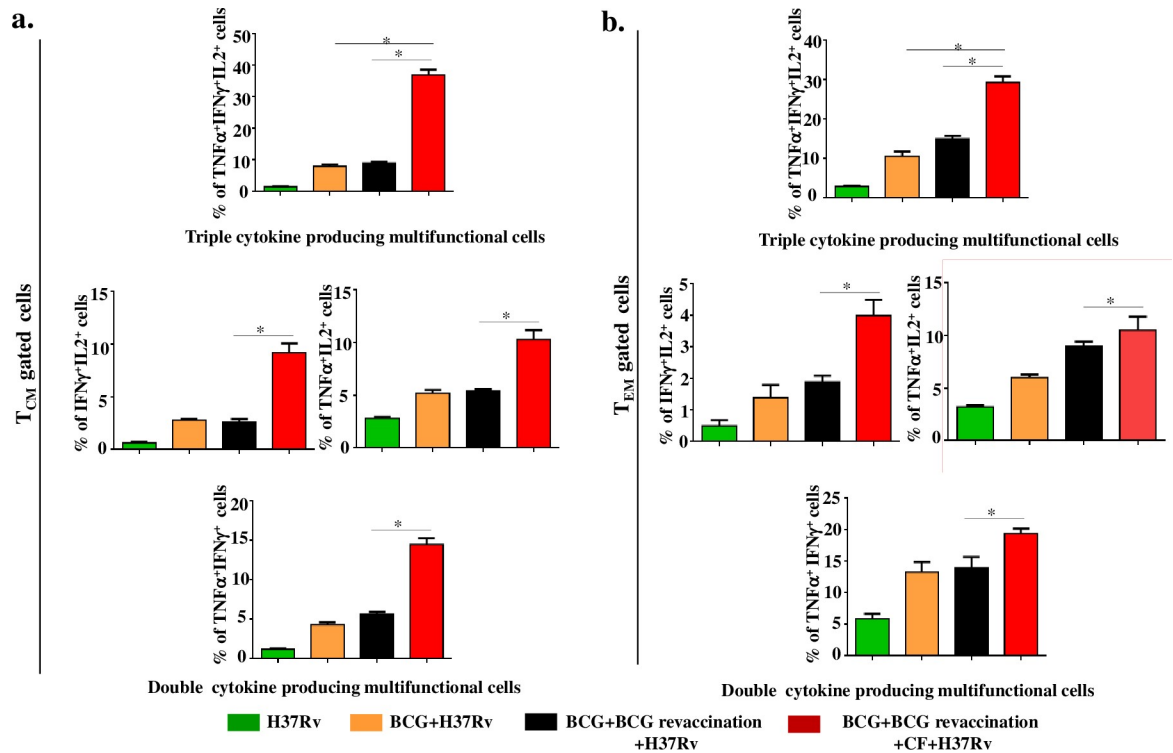 a.
b.
T_CM gated cells
% of TNFα⁺IFNγ⁺IL2⁺ cells
50
40
30
20
10
0
*
*
Triple cytokine producing multifunctional cells
% of IFNγ⁺IL2⁺ cells
15
10
5
0
*
% of TNFα⁺IL2⁺ cells
15
10
5
0
*
% of TNFα⁺IFNγ⁺ cells
20
15
10
5
0
*
Double cytokine producing multifunctional cells
T_EM gated cells
% of TNFα⁺IFNγ⁺IL2⁺ cells
40
30
20
10
0
*
*
Triple cytokine producing multifunctional cells
% of IFNγ⁺IL2⁺ cells
5
4
3
2
1
0
*
% of TNFα⁺IL2⁺ cells
15
10
5
0
*
% of TNFα⁺ IFNγ⁺ cells
25
20
15
10
5
0
*
Double cytokine producing multifunctional cells
H37Rv
BCG+H37Rv
BCG+BCG revaccination
+H37Rv
BCG+BCG revaccination
+CF+H37Rv